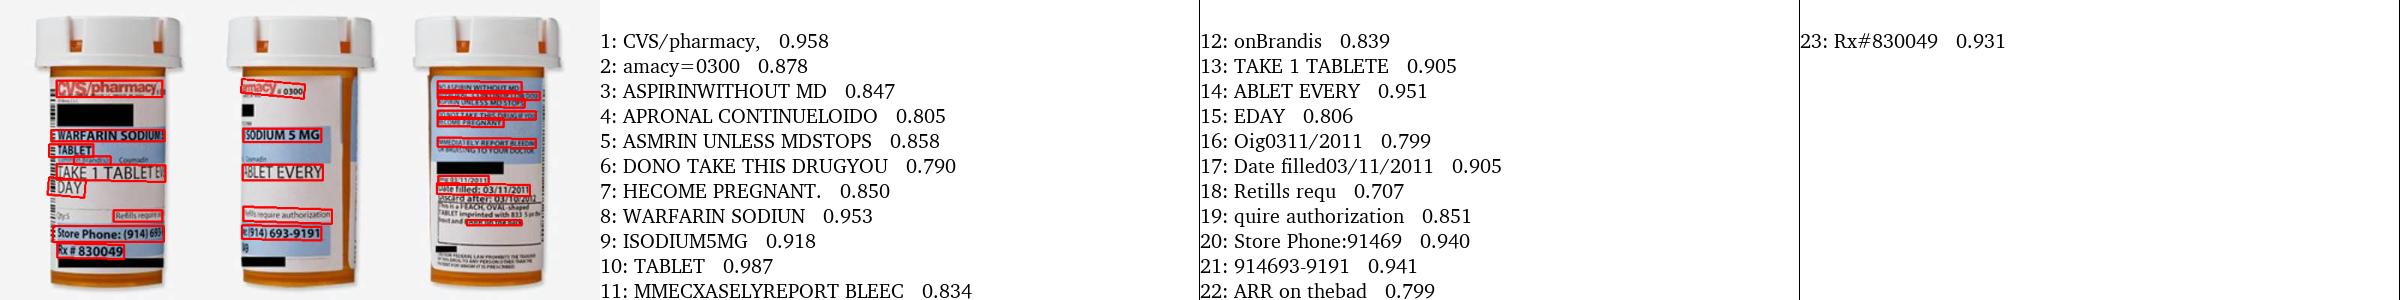 CVS/pharmacy
WARFARIN SODIUM
TABLET
Coumadin
TAKE 1 TABLET EV
DAY
Qty:5
Refills require
Store Phone: (914) 693-
Rx # 830049
macy # 0300
SODIUM 5 MG
Coumadin
ABLET EVERY
efills require authorization
(914) 693-9191
NO ASPIRIN WITHOUT MD
UNLESS MD STOPS
DO NOT TAKE THIS DRUG IF YOU
BECOME PREGNANT.
IMMEDIATELY REPORT BLEEDIN
OR BRUISING TO YOUR DOCTOR.
03/11/2011
Date filled: 03/11/2011
Discard after: 03/10/2012
This is a PEACH, OVAL-shaped
TABLET imprinted with 833 5 on the
front and
1: CVS/pharmacy, 0.958
2: amacy=0300 0.878
3: ASPIRINWITHOUT MD 0.847
4: APRONAL CONTINUELOIDO 0.805
5: ASMRIN UNLESS MDSTOPS 0.858
6: DONO TAKE THIS DRUGYOU 0.790
7: HECOME PREGNANT. 0.850
8: WARFARIN SODIUN 0.953
9: ISODIUM5MG 0.918
10: TABLET 0.987
11: MMECXASELYREPORT BLEEC 0.834
12: onBrandis 0.839
13: TAKE 1 TABLETE 0.905
14: ABLET EVERY 0.951
15: EDAY 0.806
16: Oig0311/2011 0.799
17: Date filled03/11/2011 0.905
18: Retills requ 0.707
19: quire authorization 0.851
20: Store Phone:91469 0.940
21: 914693-9191 0.941
22: ARR on thebad 0.799
23: Rx#830049 0.931